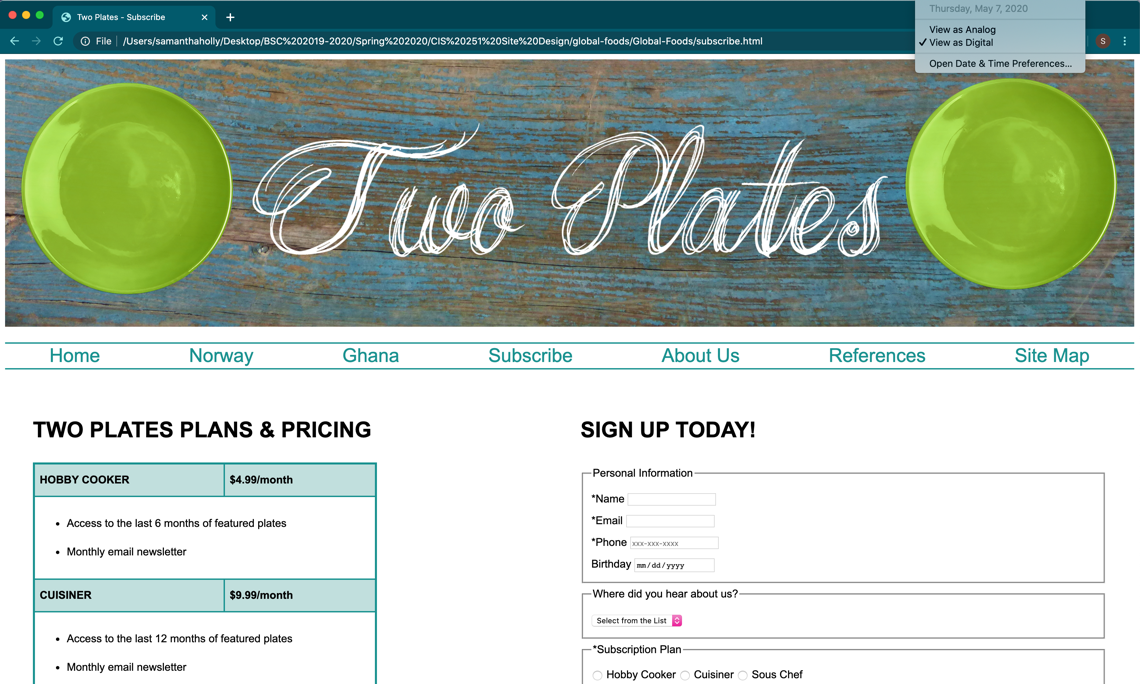 Two Plates - Subscribe
Thursday, May 7, 2020
View as Analog
✓ View as Digital
Open Date & Time Preferences...
File | /Users/samanthaholly/Desktop/BSC%202019-2020/Spring%202020/CIS%20251%20Site%20Design/global-foods/Global-Foods/subscribe.html
S
Two Plates
Home Norway Ghana Subscribe About Us References Site Map
TWO PLATES PLANS & PRICING
HOBBY COOKER $4.99/month
• Access to the last 6 months of featured plates
• Monthly email newsletter
CUISINER $9.99/month
• Access to the last 12 months of featured plates
• Monthly email newsletter
SIGN UP TODAY!
Personal Information
*Name
*Email
*Phone xxx-xxx-xxxx
Birthday mm/dd/yyyy
Where did you hear about us?
Select from the List
*Subscription Plan
Hobby Cooker Cuisiner Sous Chef